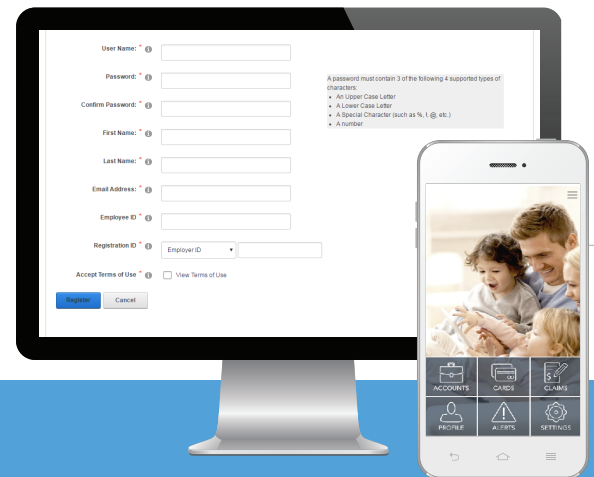 User Name: *
Password: *
A password must contain 3 of the following 4 supported types of
characters:
• An Upper Case Letter
• A Lower Case Letter
• A Special Character (such as %, !, @, etc.)
• A number
Confirm Password: *
First Name: *
Last Name: *
Email Address: *
Employee ID *
Registration ID * Employer ID
Accept Terms of Use * View Terms of Use
Register Cancel
ACCOUNTS CARDS CLAIMS
PROFILE ALERTS SETTINGS